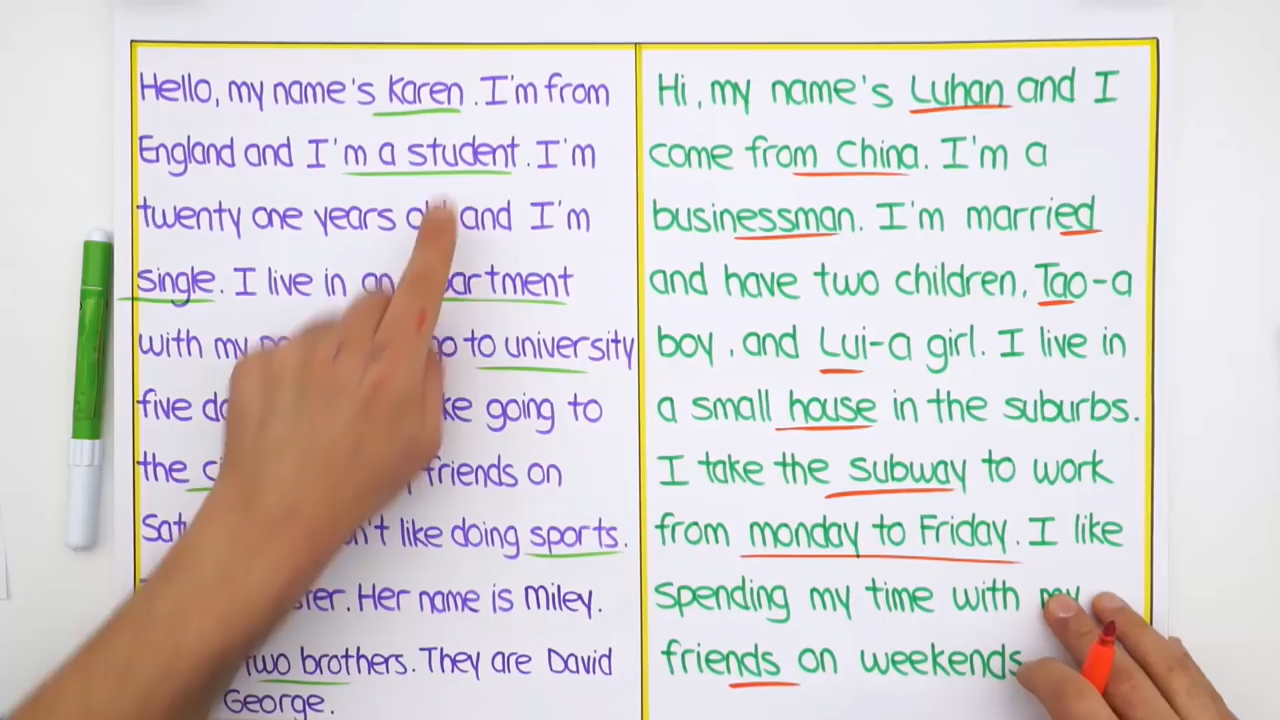 Hello, my name's Karen. I'm from
England and I'm a student. I'm
twenty one years old and I'm
single. I live in an apartment
with my to university
five going to
the friends on
like doing sports.
Her name is miley.
two brothers. They are David
George.
Hi, my name's Luhan and I
come from China. I'm a
businessman. I'm married
and have two children, Tao-a
boy, and Lui-a girl. I live in
a small house in the suburbs.
I take the subway to work
from monday to Friday. I like
spending my time with my
friends on weekends